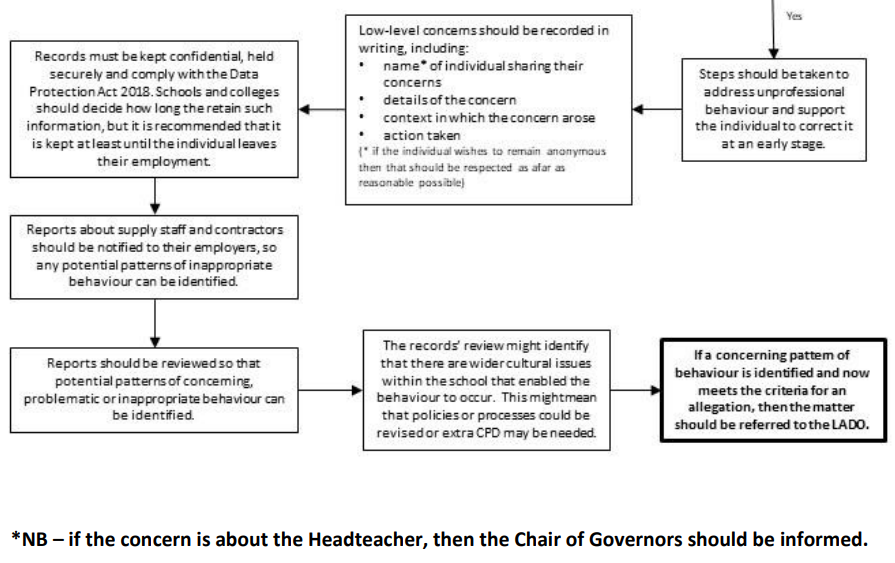 Yes
Steps should be taken to
address unprofessional
behaviour and support
the individual to correct it
at an early stage.
Low-level concerns should be recorded in
writing, including:
• name* of individual sharing their
concerns
• details of the concern
• context in which the concern arose
• action taken
(* if the individual wishes to remain anonymous
then that should be respected as afar as
reasonable possible)
Records must be kept confidential, held
securely and comply with the Data
Protection Act 2018. Schools and colleges
should decide how long the retain such
information, but it is recommended that it
is kept at least until the individual leaves
their employment.
Reports about supply staff and contractors
should be notified to their employers, so
any potential patterns of inappropriate
behaviour can be identified.
Reports should be reviewed so that
potential patterns of concerning,
problematic or inappropriate behaviour can
be identified.
The records' review might identify
that there are wider cultural issues
within the school that enabled the
behaviour to occur. This might mean
that policies or processes could be
revised or extra CPD may be needed.
If a concerning pattern of
behaviour is identified and now
meets the criteria for an
allegation, then the matter
should be referred to the LADO.
*NB – if the concern is about the Headteacher, then the Chair of Governors should be informed.